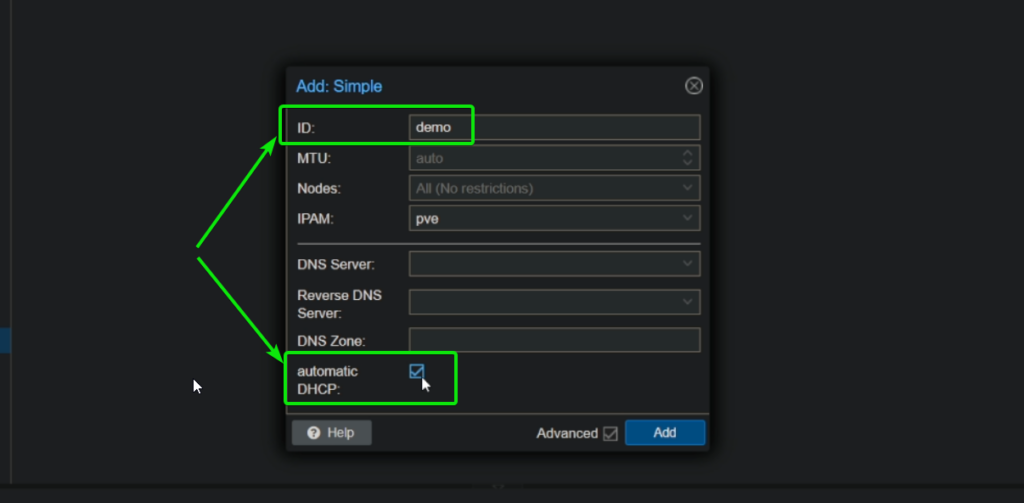 Add: Simple
ID: demo
MTU: auto
Nodes: All (No restrictions)
IPAM: pve
DNS Server:
Reverse DNS
Server:
DNS Zone:
automatic
DHCP:
Help Advanced Add